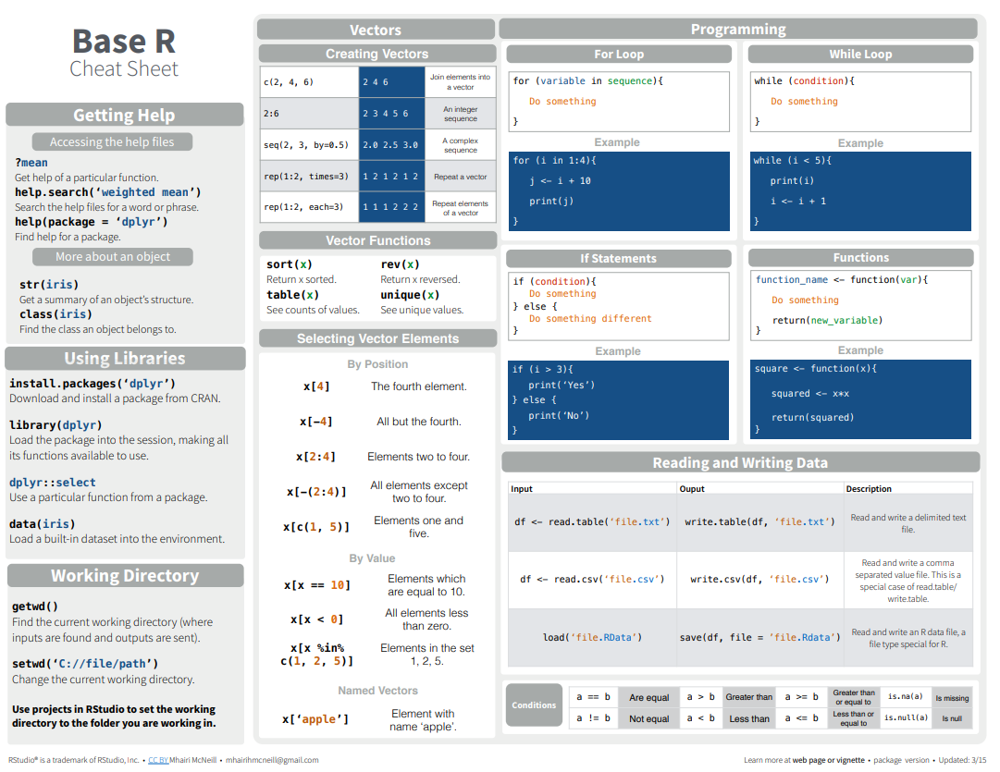 Base R
Cheat Sheet
Getting Help
Accessing the help files
?mean
Get help of a particular function.
help.search(‘weighted mean’)
Search the help files for a word or phrase.
help(package = ‘dplyr’)
Find help for a package.
More about an object
str(iris)
Get a summary of an object’s structure.
class(iris)
Find the class an object belongs to.
Using Libraries
install.packages(‘dplyr’)
Download and install a package from CRAN.
library(dplyr)
Load the package into the session, making all
its functions available to use.
dplyr::select
Use a particular function from a package.
data(iris)
Load a built-in dataset into the environment.
Working Directory
getwd()
Find the current working directory (where
inputs are found and outputs are sent).
setwd(‘C://file/path’)
Change the current working directory.
Use projects in RStudio to set the working
directory to the folder you are working in.
Vectors
Creating Vectors
c(2, 4, 6) 2 4 6 Join elements into
a vector
2:6 2 3 4 5 6 An integer
sequence
seq(2, 3, by=0.5) 2.0 2.5 3.0 A complex
sequence
rep(1:2, times=3) 1 2 1 2 1 2 Repeat a vector
rep(1:2, each=3) 1 1 1 2 2 2 Repeat elements
of a vector
Vector Functions
sort(x) rev(x)
Return x sorted. Return x reversed.
table(x) unique(x)
See counts of values. See unique values.
Selecting Vector Elements
By Position
x[4] The fourth element.
x[-4] All but the fourth.
x[2:4] Elements two to four.
x[-(2:4)] All elements except
two to four.
x[c(1, 5)] Elements one and
five.
By Value
x[x == 10] Elements which
are equal to 10.
x[x < 0] All elements less
than zero.
x[x %in% Elements in the set
c(1, 2, 5)] 1, 2, 5.
Named Vectors
x[‘apple’] Element with
name ‘apple’.
Programming
For Loop
for (variable in sequence){
Do something
}
Example
for (i in 1:4){
j <- i + 10
print(j)
}
While Loop
while (condition){
Do something
}
Example
while (i < 5){
print(i)
i <- i + 1
}
If Statements
if (condition){
Do something
} else {
Do something different
}
Example
if (i > 3){
print(‘Yes’)
} else {
print(‘No’)
}
Functions
function_name <- function(var){
Do something
return(new_variable)
}
Example
square <- function(x){
squared <- x*x
return(squared)
}
Reading and Writing Data
Input Ouput Description
df <- read.table(‘file.txt’) write.table(df, ‘file.txt’) Read and write a delimited text
file.
df <- read.csv(‘file.csv’) write.csv(df, ‘file.csv’) Read and write a comma
separated value file. This is a
special case of read.table/
write.table.
load(‘file.RData’) save(df, file = ‘file.Rdata’) Read and write an R data file, a
file type special for R.
Conditions
a == b Are equal a > b Greater than a >= b Greater than
or equal to is.na(a) Is missing
a != b Not equal a < b Less than a <= b Less than or
equal to is.null(a) Is null
RStudio® is a trademark of RStudio, Inc. • CC BY Mhairi McNeill • mhairihmcneill@gmail.com
Learn more at web page or vignette • package version • Updated: 3/15